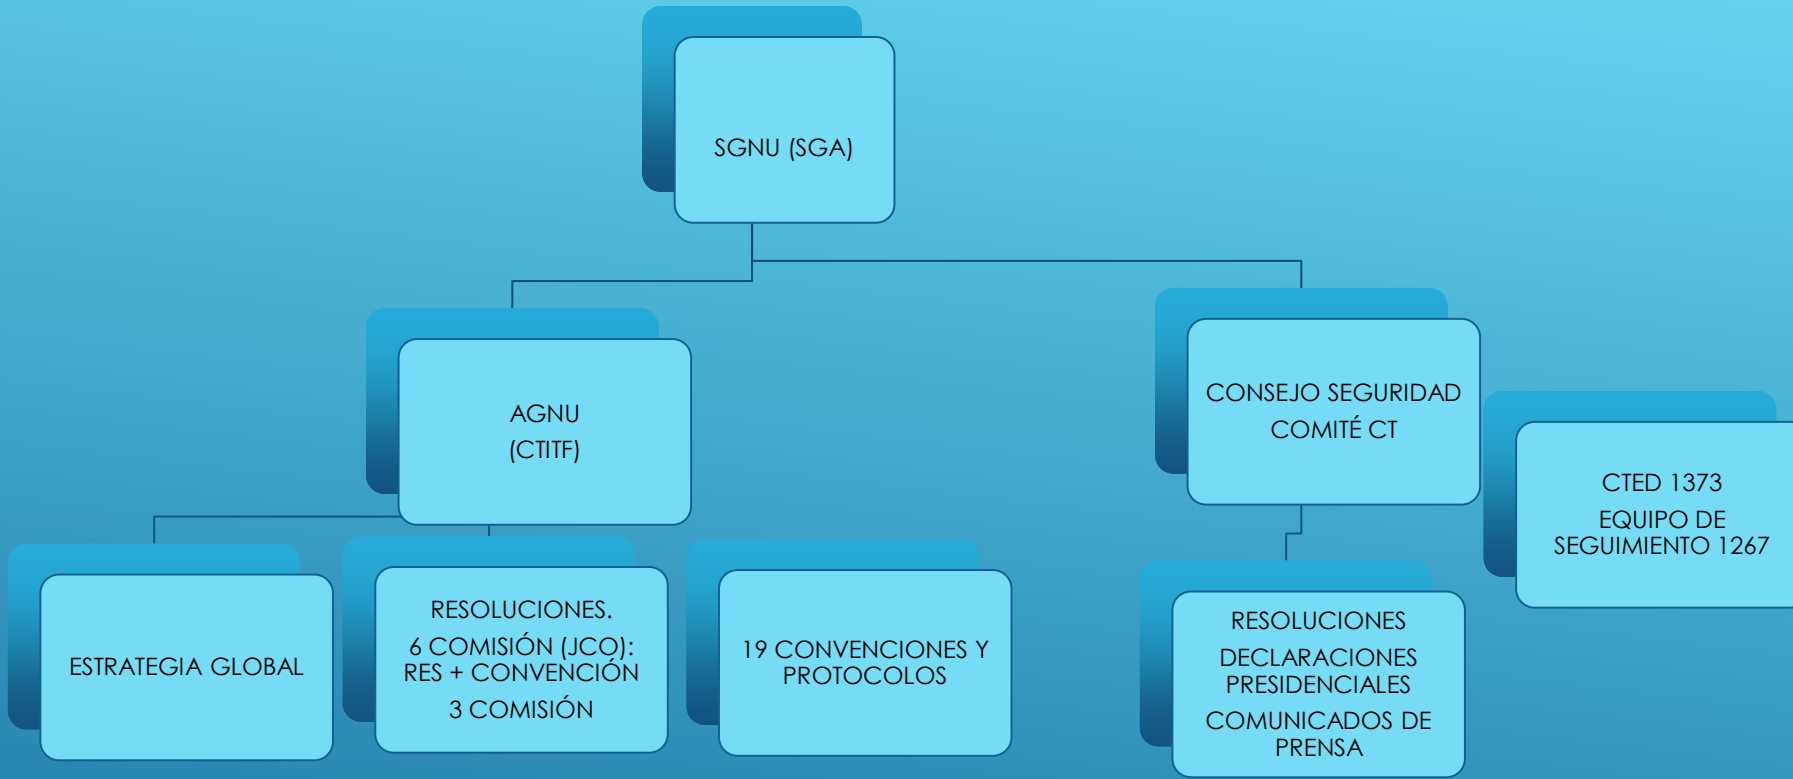 SGNU (SGA)
AGNU
(CTITF)
CONSEJO SEGURIDAD
COMITÉ CT
CTED 1373
EQUIPO DE
SEGUIMIENTO 1267
ESTRATEGIA GLOBAL
RESOLUCIONES.
6 COMISIÓN (JCO):
RES + CONVENCIÓN
3 COMISIÓN
19 CONVENCIONES Y
PROTOCOLOS
RESOLUCIONES
DECLARACIONES
PRESIDENCIALES
COMUNICADOS DE
PRENSA